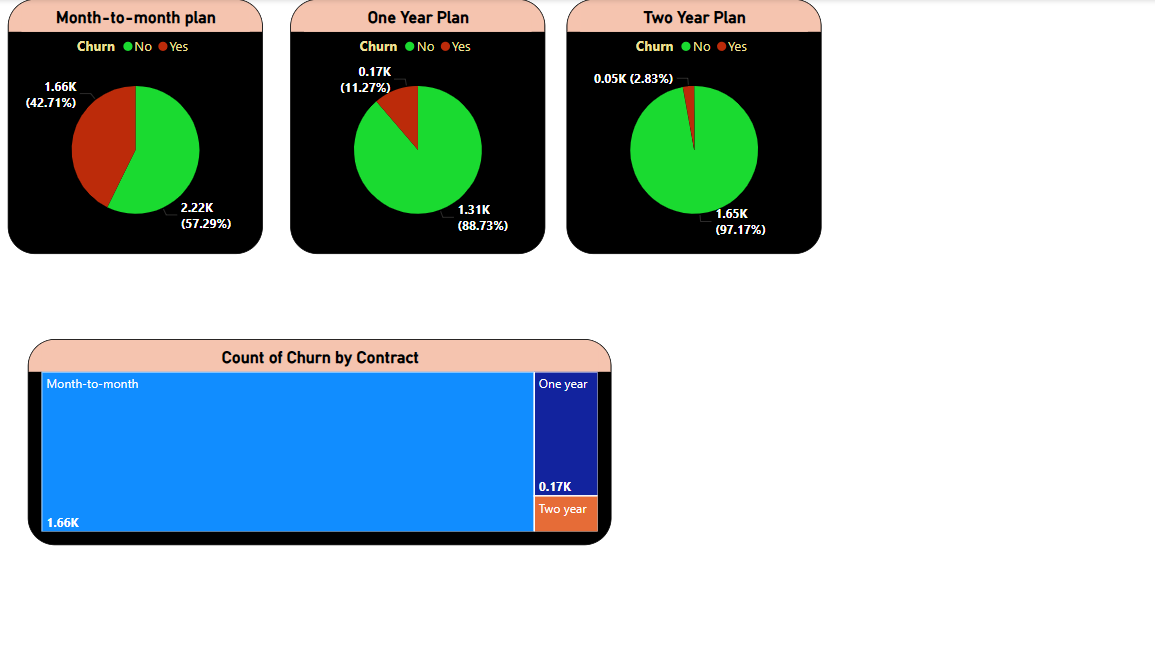 Month-to-month plan
Churn No Yes
1.66K
(42.71%)
2.22K
(57.29%)
One Year Plan
Churn No Yes
0.17K
(11.27%)
1.31K
(88.73%)
Two Year Plan
Churn No Yes
0.05K (2.83%)
1.65K
(97.17%)
Count of Churn by Contract
Month-to-month
1.66K
One year
0.17K
Two year